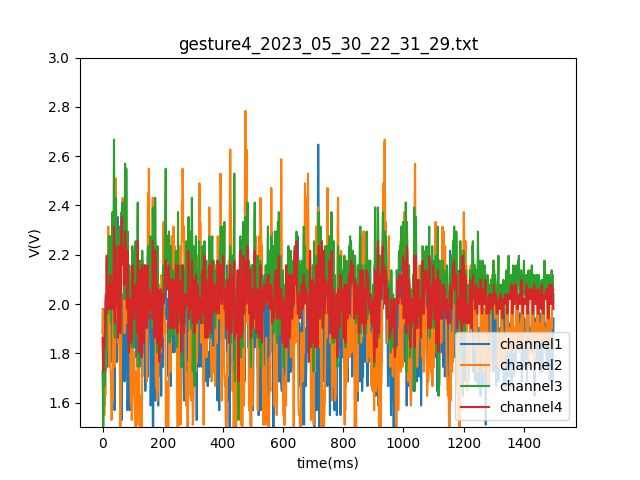 gesture4_2023_05_30_22_31_29.txt
3.0
2.8
2.6
2.4
2.2
2.0
1.8
1.6
V(V)
channel1
channel2
channel3
channel4
0 200 400 600 800 1000 1200 1400
time(ms)